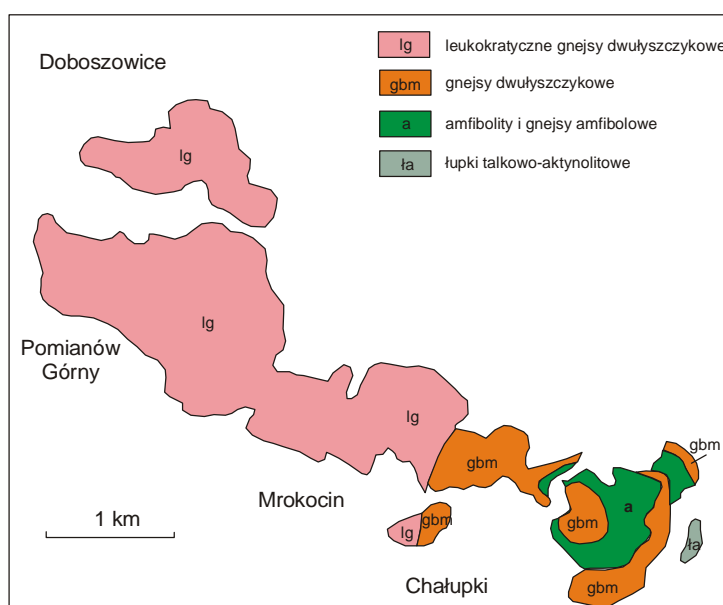 Doboszowice
lg leukokratyczne gnejsy dwułyszczykowe
gbm gnejsy dwułyszczykowe
a amfibolity i gnejsy amfibolowe
ła łupki talkowo-aktynolitowe
lg
lg
Pomianów
Górny
lg
gbm
gbm
Mrokocin
1 km
lg
gbm
gbm
a
ła
Chałupki
gbm